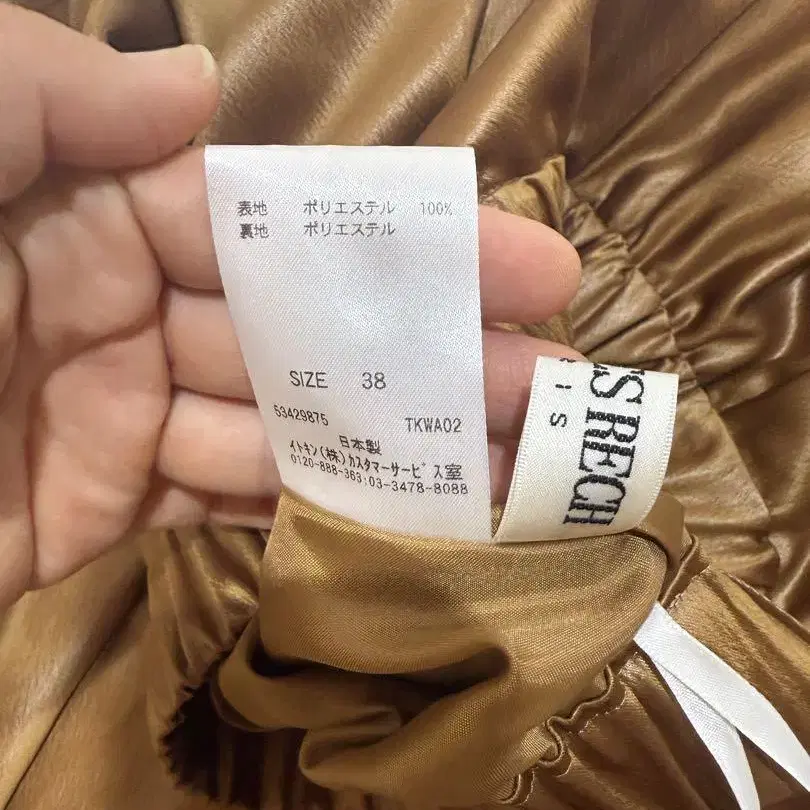 表地 ポリエステル 100%
裏地 ポリエステル
SIZE 38
53429875 TKWA02
日本製
イトキン(株)カスタマーサービス室
0120-888-363;03-3478-8088
ES RECH
I S